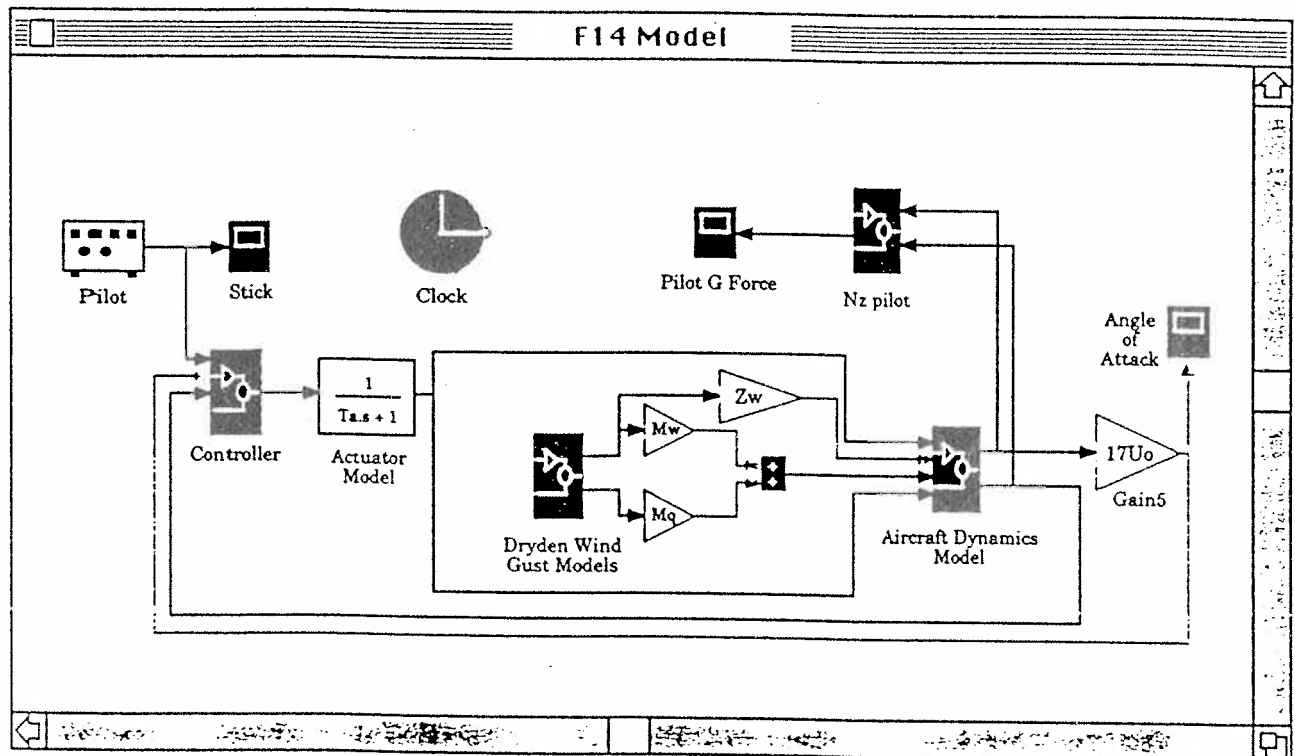 F14 Model
Pilot
Stick
Clock
Pilot G Force
Nz pilot
Angle
of
Attack
Controller
1
Ta.s + 1
Actuator
Model
Zw
Mw
Mq
+
+
Dryden Wind
Gust Models
Aircraft Dynamics
Model
17Uo
Gain5